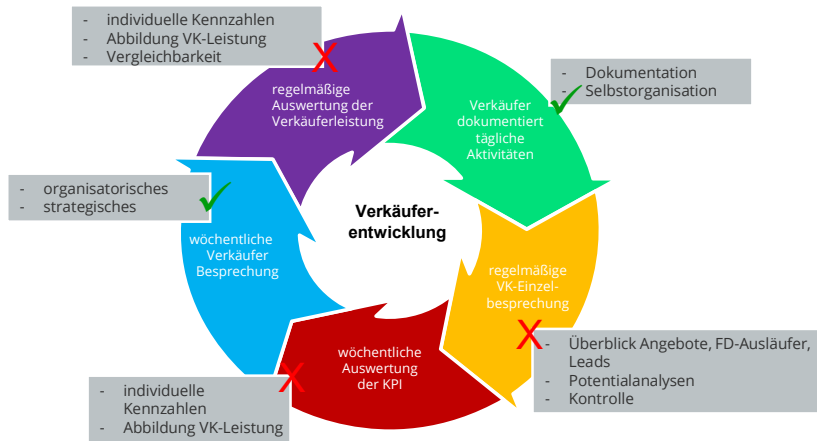 - individuelle Kennzahlen
- Abbildung VK-Leistung
- Vergleichbarkeit
regelmäßige
Auswertung der
Verkäuferleistung
- Dokumentation
- Selbstorganisation
Verkäufer
dokumentiert
tägliche
Aktivitäten
- organisatorisches
- strategisches
Verkäufer-
entwicklung
wöchentliche
Verkäufer
Besprechung
regelmäßige
VK-Einzel-
besprechung
- Überblick Angebote, FD-Ausläufer,
Leads
- Potentialanalysen
- Kontrolle
wöchentliche
Auswertung
der KPI
- individuelle
Kennzahlen
- Abbildung VK-Leistung